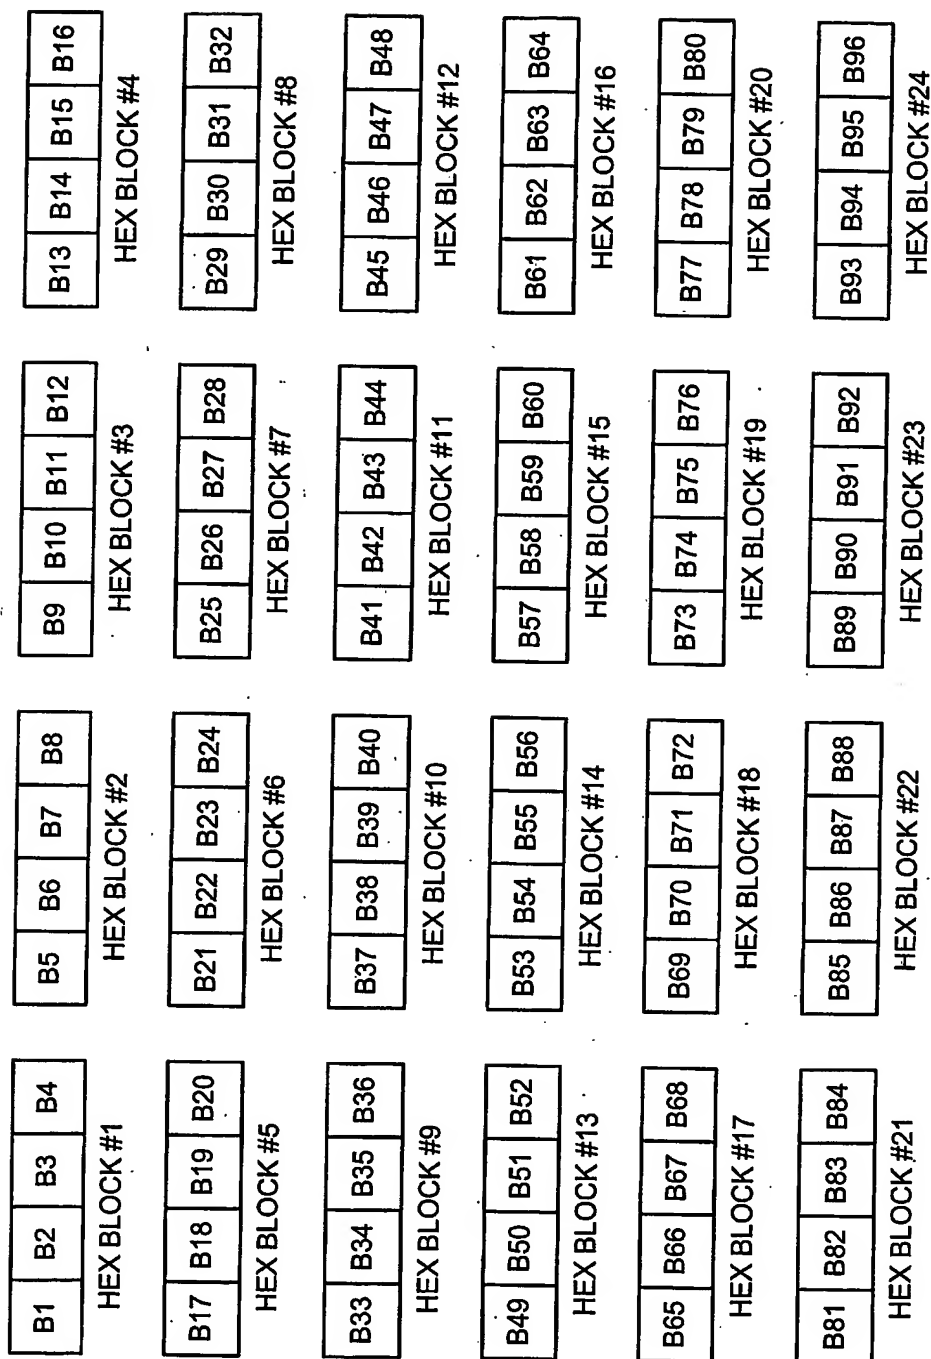 B1 B2 B3 B4 B5 B6 B7 B8 B9 B10 B11 B12 B13 B14 B15 B16
HEX BLOCK #1 HEX BLOCK #2 HEX BLOCK #3 HEX BLOCK #4
B17 B18 B19 B20 B21 B22 B23 B24 B25 B26 B27 B28 B29 B30 B31 B32
HEX BLOCK #5 HEX BLOCK #6 HEX BLOCK #7 HEX BLOCK #8
B33 B34 B35 B36 B37 B38 B39 B40 B41 B42 B43 B44 B45 B46 B47 B48
HEX BLOCK #9 HEX BLOCK #10 HEX BLOCK #11 HEX BLOCK #12
B49 B50 B51 B52 B53 B54 B55 B56 B57 B58 B59 B60 B61 B62 B63 B64
HEX BLOCK #13 HEX BLOCK #14 HEX BLOCK #15 HEX BLOCK #16
B65 B66 B67 B68 B69 B70 B71 B72 B73 B74 B75 B76 B77 B78 B79 B80
HEX BLOCK #17 HEX BLOCK #18 HEX BLOCK #19 HEX BLOCK #20
B81 B82 B83 B84 B85 B86 B87 B88 B89 B90 B91 B92 B93 B94 B95 B96
HEX BLOCK #21 HEX BLOCK #22 HEX BLOCK #23 HEX BLOCK #24